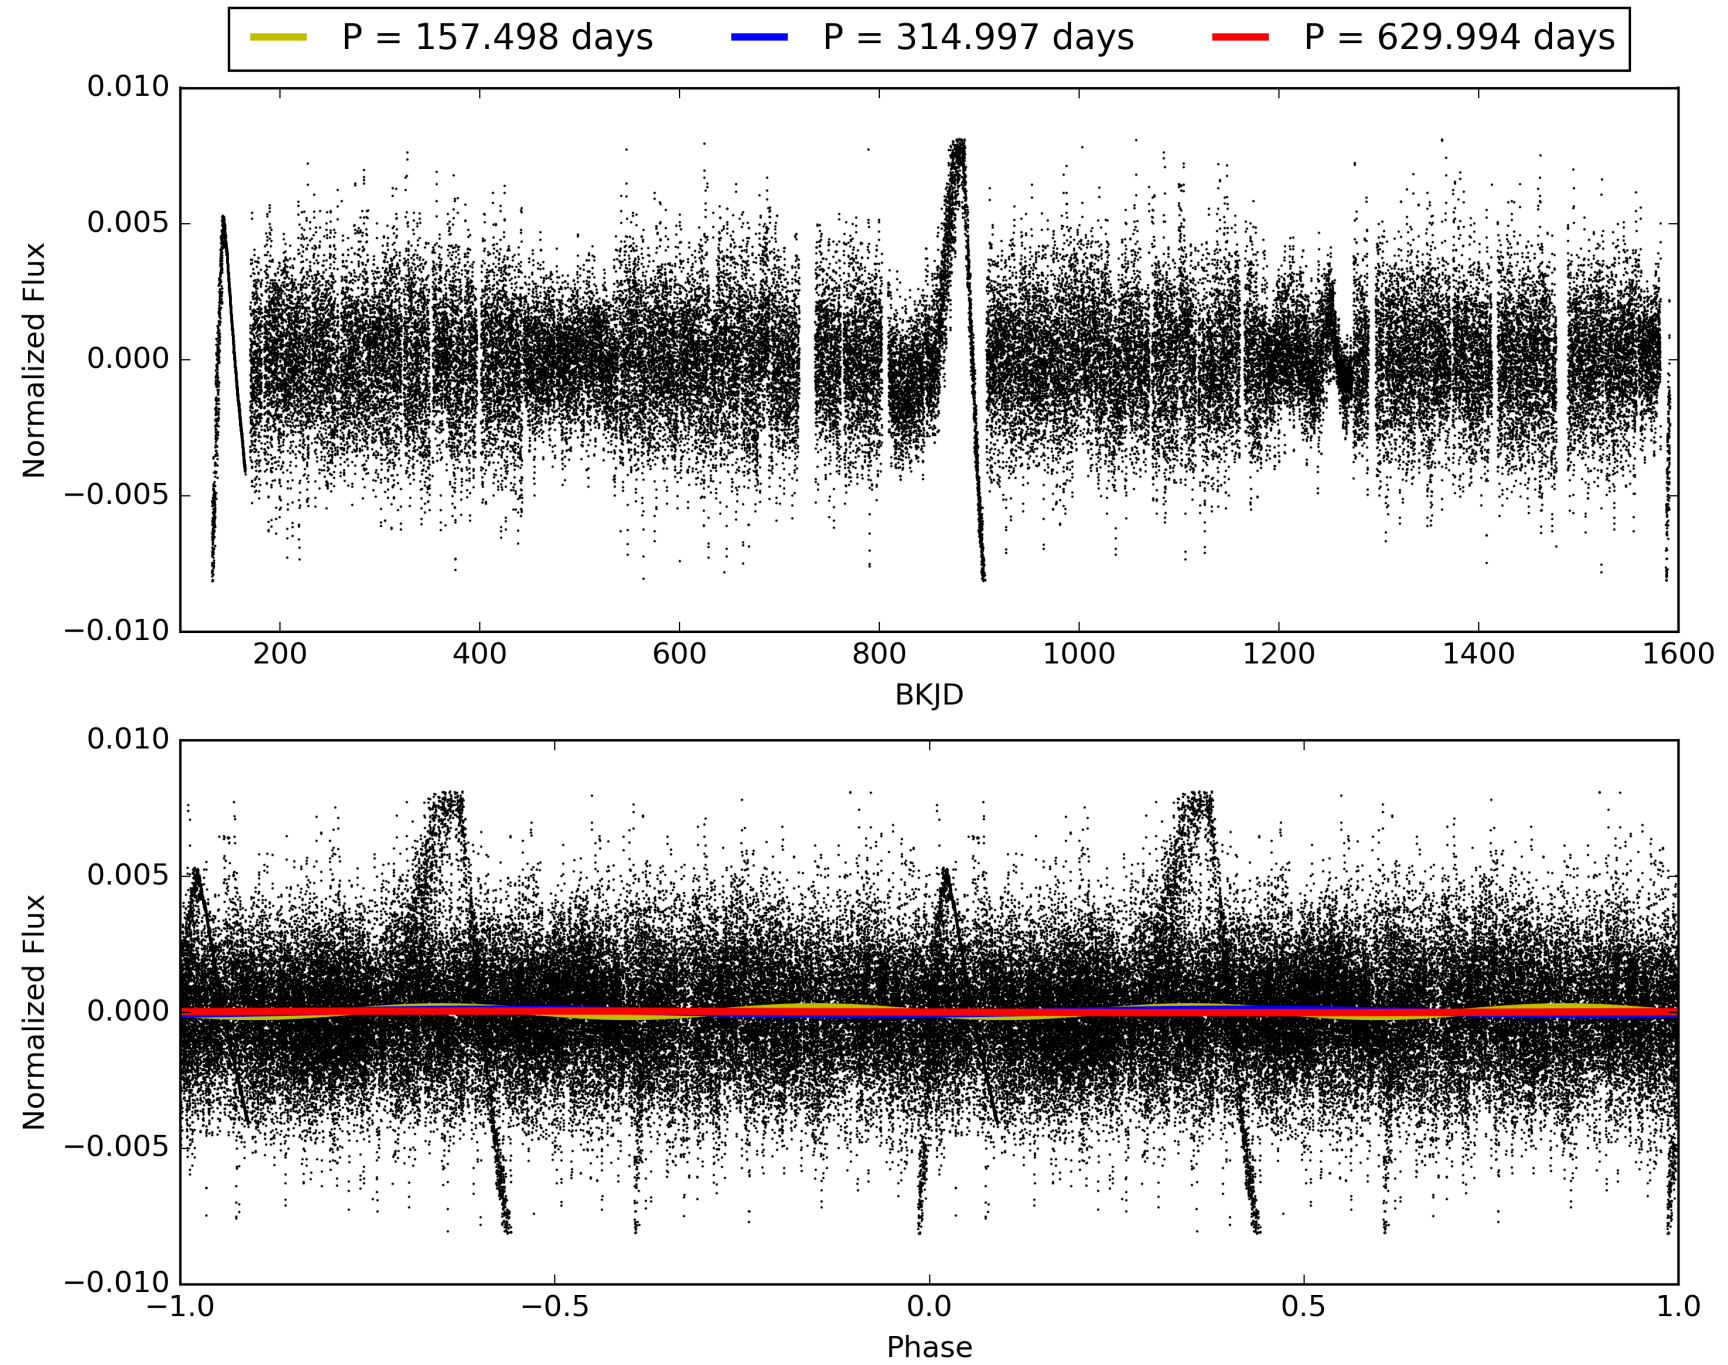 P = 157.498 days P = 314.997 days P = 629.994 days
0.010
0.005
0.000
−0.005
−0.010
Normalized Flux
200 400 600 800 1000 1200 1400 1600
BKJD
0.010
0.005
0.000
−0.005
−0.010
Normalized Flux
−1.0 −0.5 0.0 0.5 1.0
Phase